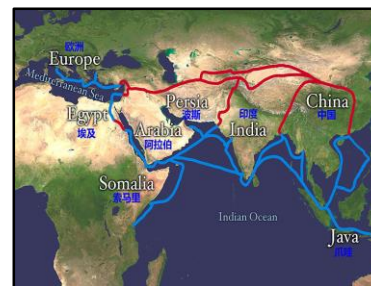 欧洲
Europe
Mediterranean Sea
Egypt
埃及
Persia
波斯
Arabia
阿拉伯
印度
India
China
中国
Somalia
索马里
Indian Ocean
Java